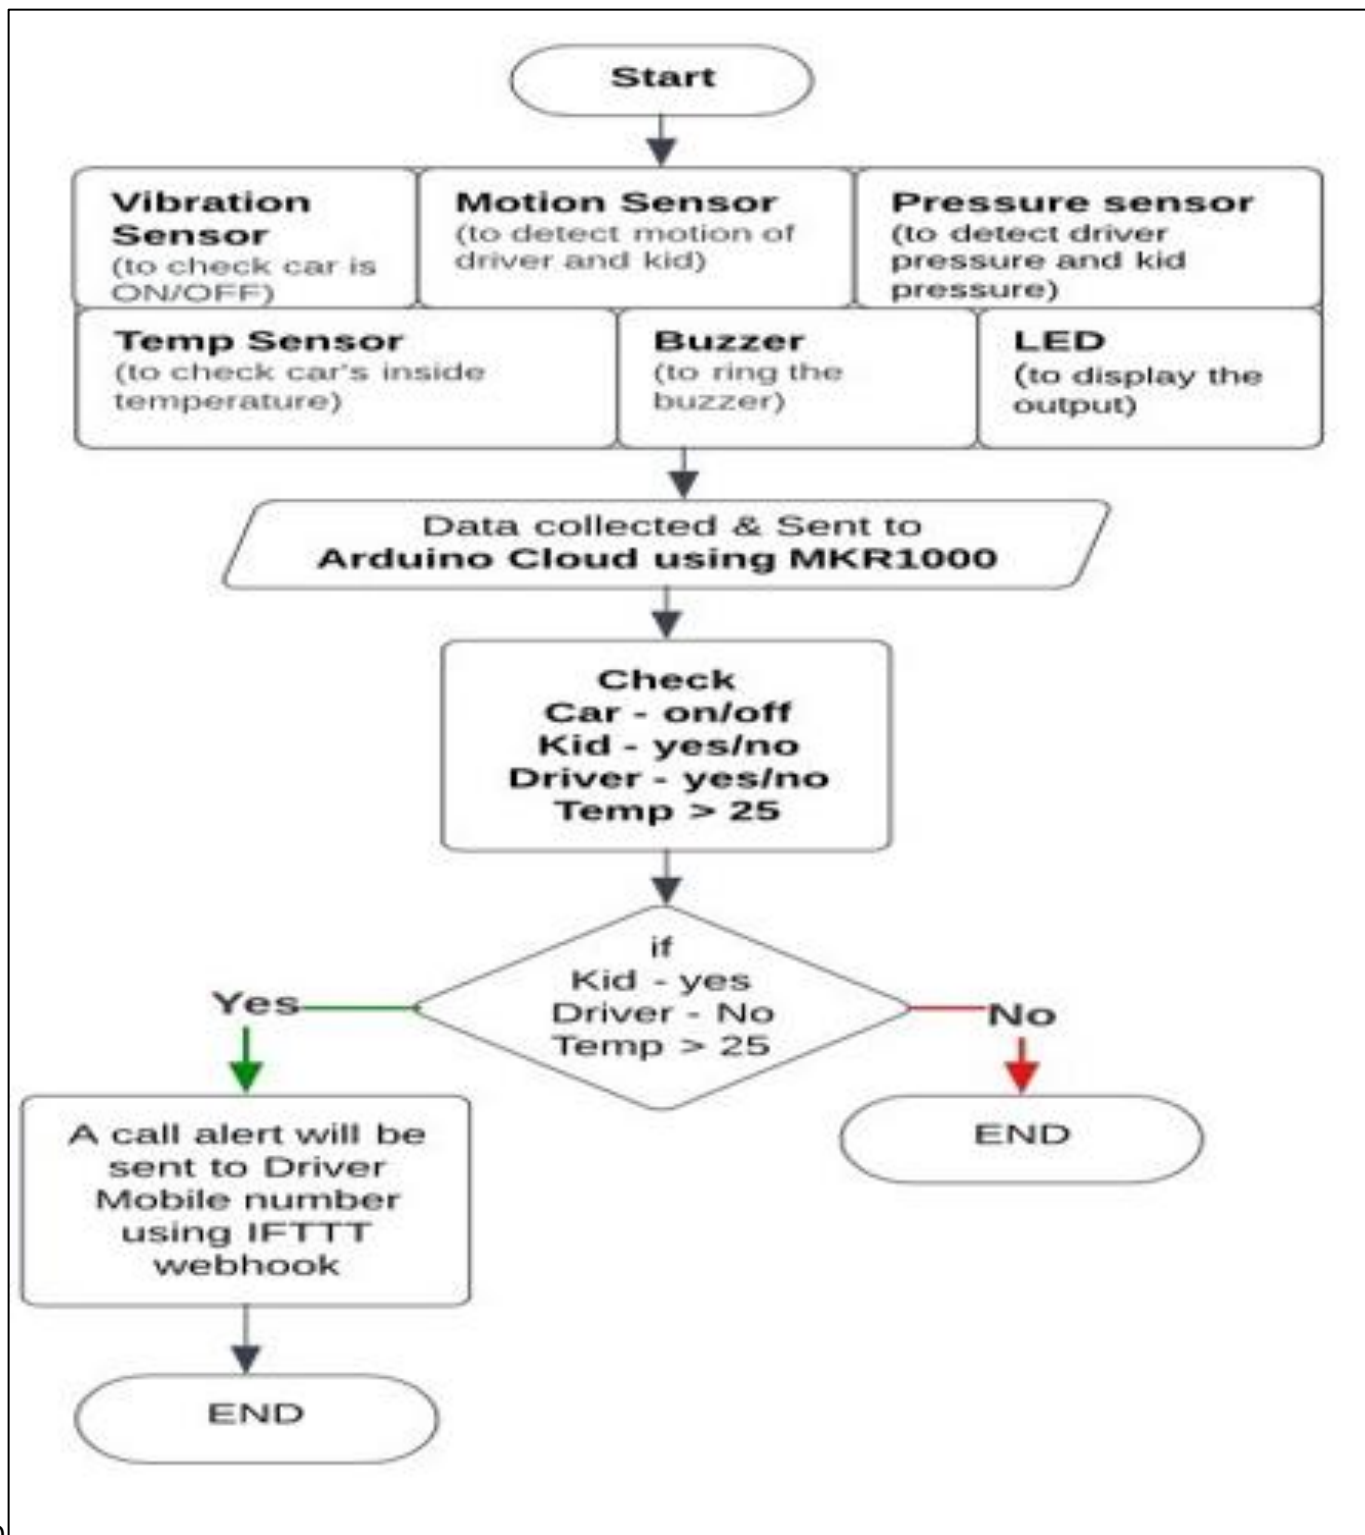 Start
Vibration
Sensor
(to check car is
ON/OFF)
Motion Sensor
(to detect motion of
driver and kid)
Pressure sensor
(to detect driver
pressure and kid
pressure)
Temp Sensor
(to check car's inside
temperature)
Buzzer
(to ring the
buzzer)
LED
(to display the
output)
Data collected & Sent to
Arduino Cloud using MKR1000
Check
Car - on/off
Kid - yes/no
Driver - yes/no
Temp > 25
if
Kid - yes
Driver - No
Temp > 25
Yes
No
A call alert will be
sent to Driver
Mobile number
using IFTTT
webhook
END
END